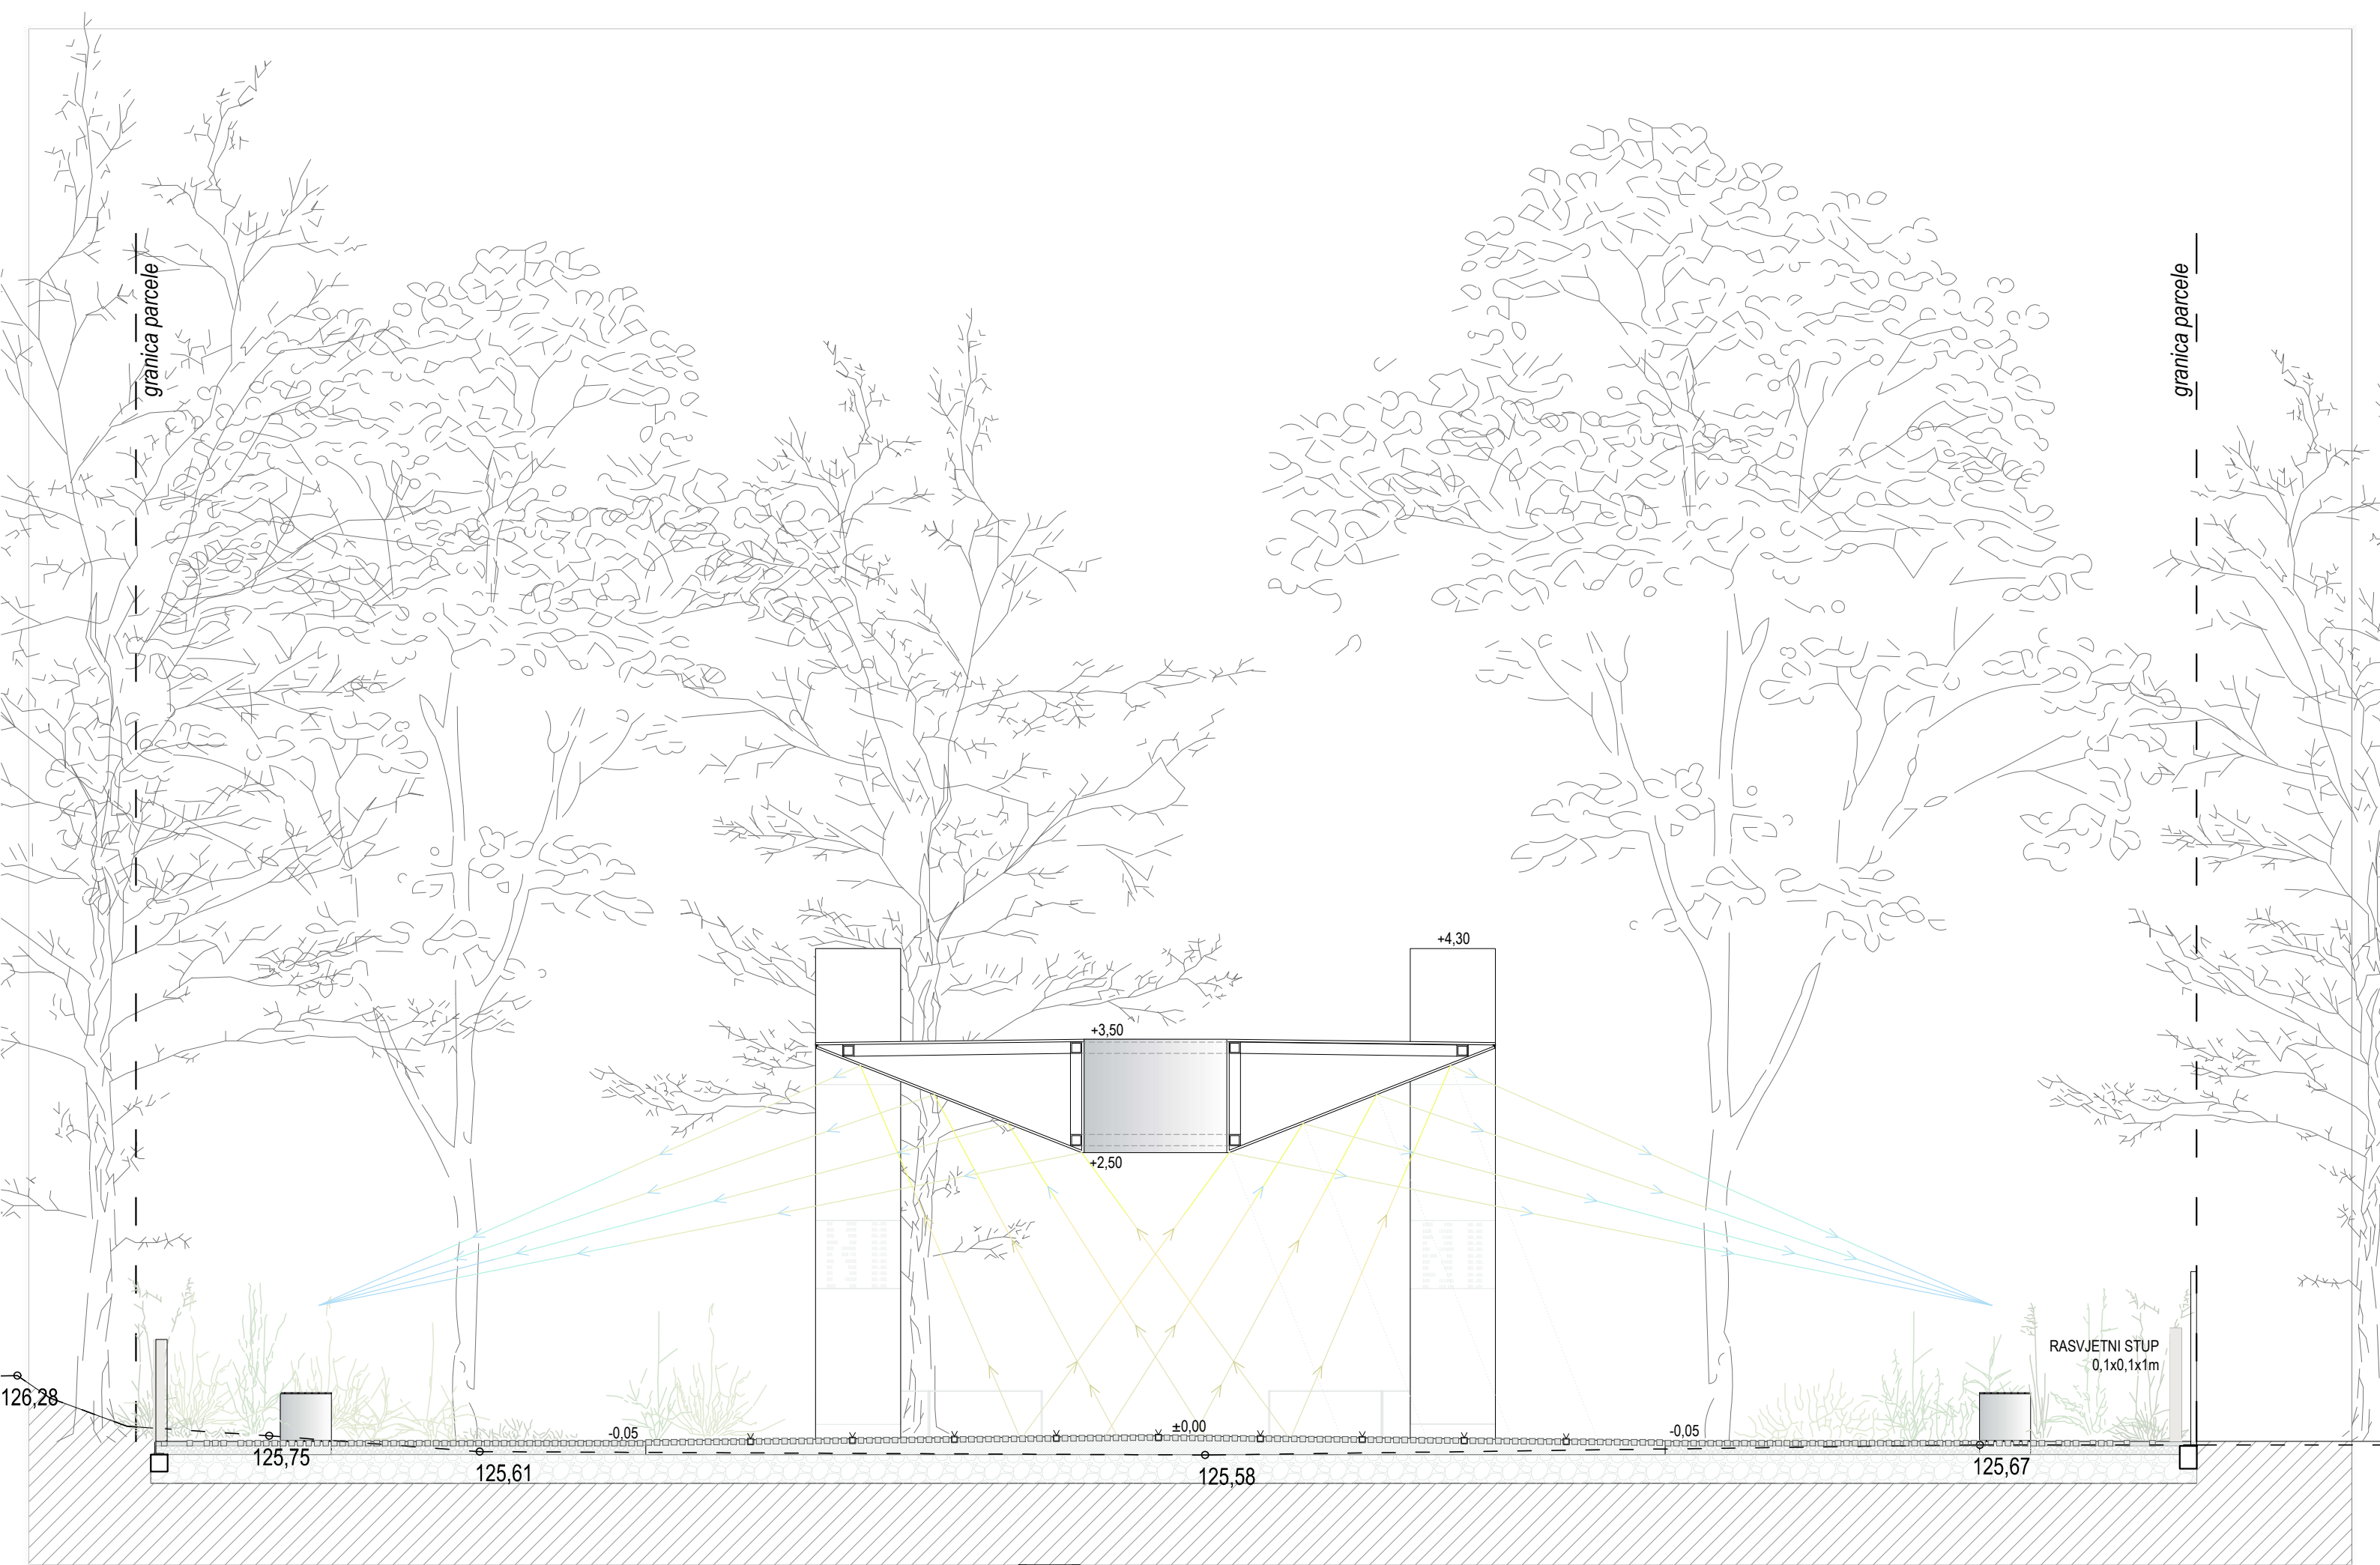 granica parcele
granica parcele
+4,30
+3,50
+2,50
RASVJETNI STUP
0,1x0,1x1m
126,28
-0,05
±0,00
-0,05
125,75
125,61
125,58
125,67